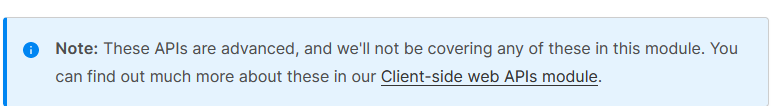 Note: These APIs are advanced, and we'll not be covering any of these in this module. You
can find out much more about these in our Client-side web APIs module.